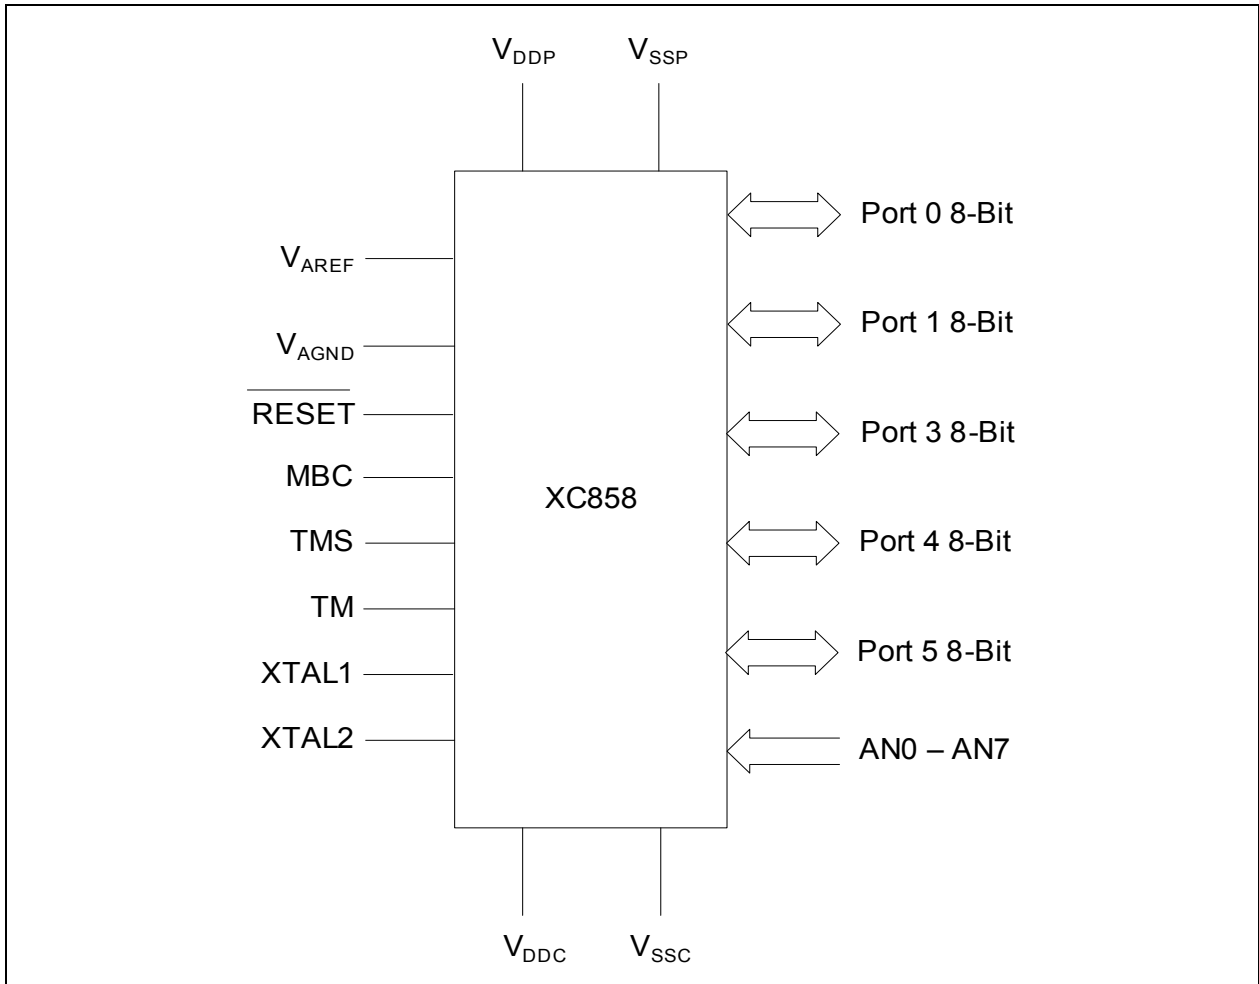 VDDP VSSP
Port 0 8-Bit
VAREF
Port 1 8-Bit
VAGND
RESET
Port 3 8-Bit
MBC
XC858
TMS
Port 4 8-Bit
TM
Port 5 8-Bit
XTAL1
XTAL2
AN0 – AN7
VDDC VSSC